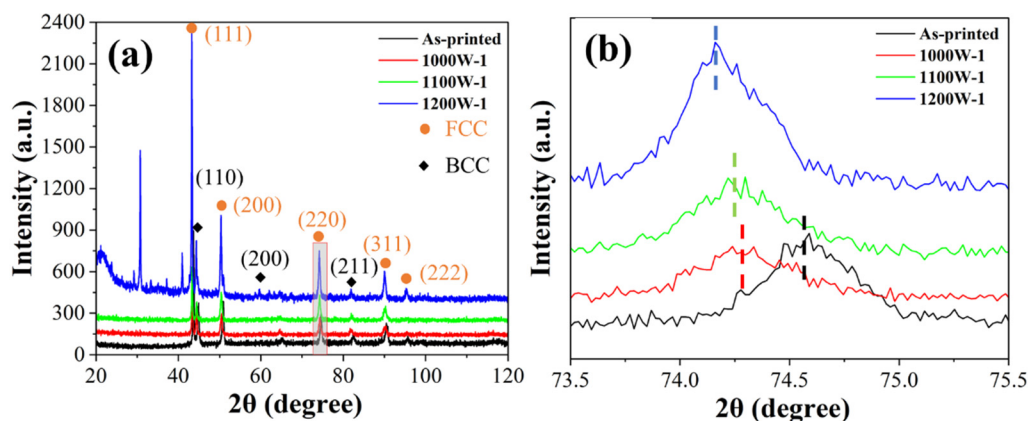 (a)
(111)
As-printed
1000W-1
1100W-1
1200W-1
FCC
BCC
(110)
(200)
(200)
(220)
(211)
(311)
(222)
Intensity (a.u.)
2400
2100
1800
1500
1200
900
600
300
0
20
40
60
80
100
120
2θ (degree)
(b)
As-printed
1000W-1
1100W-1
1200W-1
Intensity (a.u.)
73.5
74.0
74.5
75.0
75.5
2θ (degree)